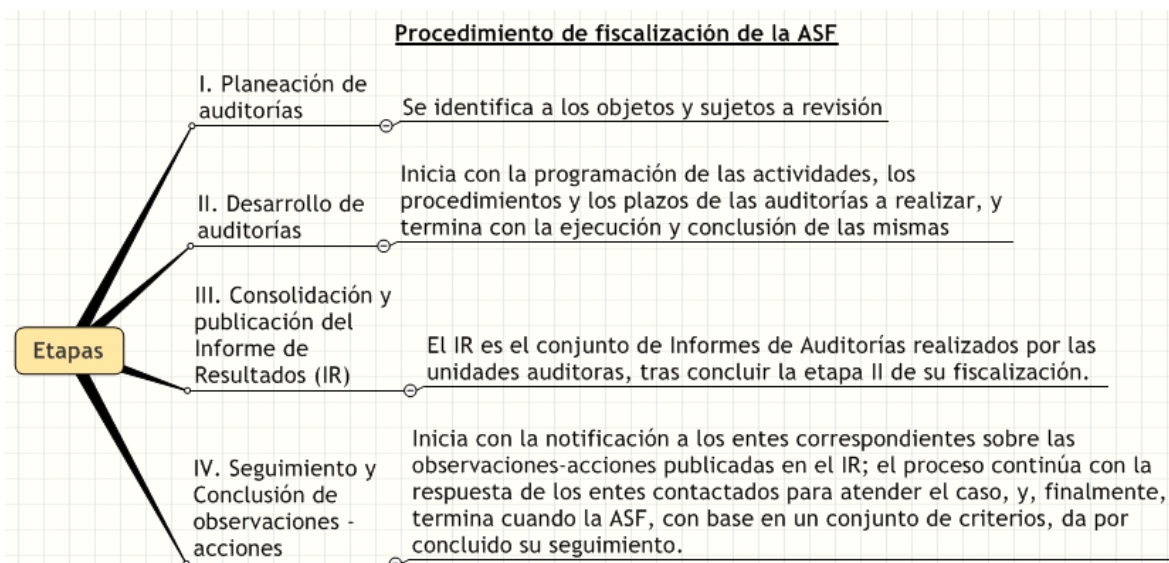 Procedimiento de fiscalización de la ASF
I. Planeación de
auditorías
Se identifica a los objetos y sujetos a revisión
II. Desarrollo de
auditorías
Inicia con la programación de las actividades, los
procedimientos y los plazos de las auditorías a realizar, y
termina con la ejecución y conclusión de las mismas
III. Consolidación y
publicación del
Informe de
Resultados (IR)
El IR es el conjunto de Informes de Auditorías realizados por las
unidades auditoras, tras concluir la etapa II de su fiscalización.
Etapas
IV. Seguimiento y
Conclusión de
observaciones -
acciones
Inicia con la notificación a los entes correspondientes sobre las
observaciones-acciones publicadas en el IR; el proceso continúa con la
respuesta de los entes contactados para atender el caso, y, finalmente,
termina cuando la ASF, con base en un conjunto de criterios, da por
concluido su seguimiento.